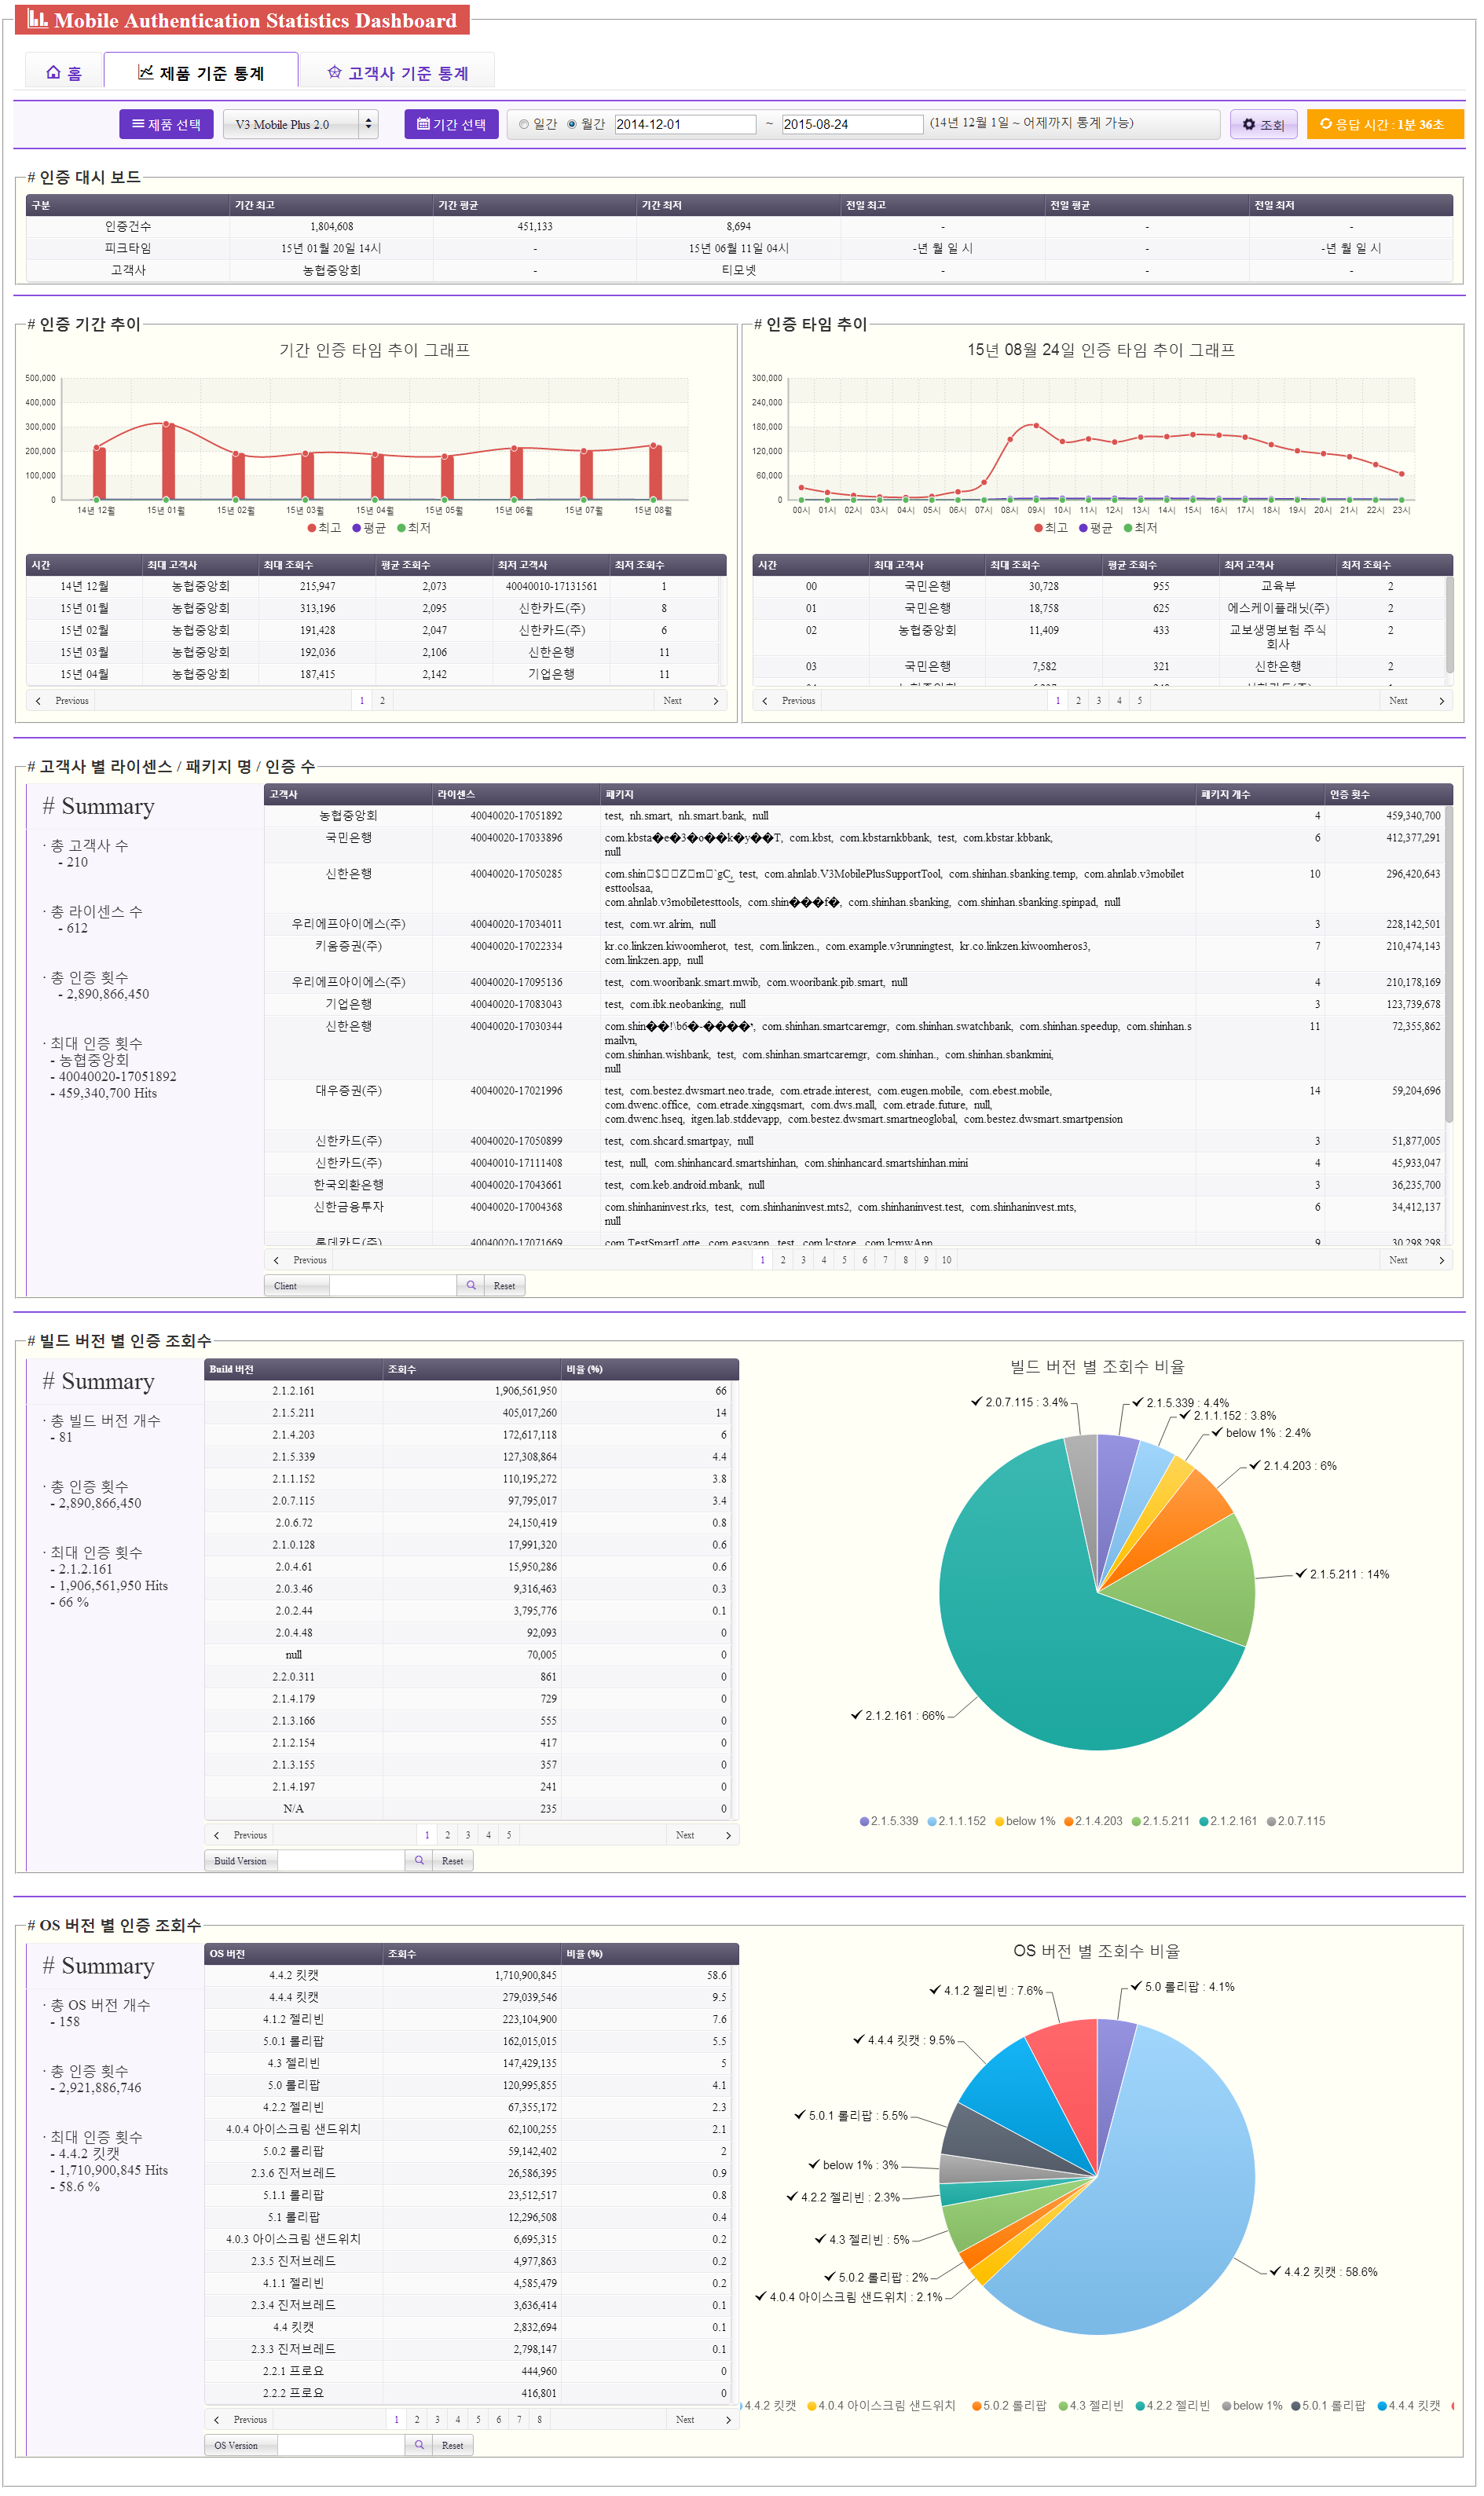 Mobile Authentication Statistics Dashboard
홈 제품 기준 통계 고객사 기준 통계
제품 선택 V3 Mobile Plus 2.0 기간 선택 일간 월간 2014-12-01 ~ 2015-08-24 (14년 12월 1일 ~ 어제까지 통계 가능) 조회 응답 시간 : 1분 36초
# 인증 대시 보드
구분 기간 최고 기간 평균 기간 최저 전일 최고 전일 평균 전일 최저
인증건수 1,804,608 451,133 8,694 - - -
피크타임 15년 01월 20일 14시 - 15년 06월 11일 04시 -년 월 일 시 - -년 월 일 시
고객사 농협중앙회 - 티모넷 - - -
# 인증 기간 추이
기간 인증 타임 추이 그래프
500,000
400,000
300,000
200,000
100,000
0
14년 12월 15년 01월 15년 02월 15년 03월 15년 04월 15년 05월 15년 06월 15년 07월 15년 08월
최고 평균 최저
시간 최대 고객사 최대 조회수 평균 조회수 최저 고객사 최저 조회수
14년 12월 농협중앙회 215,947 2,073 40040010-17131561 1
15년 01월 농협중앙회 313,196 2,095 신한카드(주) 8
15년 02월 농협중앙회 191,428 2,047 신한카드(주) 6
15년 03월 농협중앙회 192,036 2,106 신한은행 11
15년 04월 농협중앙회 187,415 2,142 기업은행 11
Previous 1 2 Next
# 인증 타임 추이
15년 08월 24일 인증 타임 추이 그래프
300,000
240,000
180,000
120,000
60,000
0
00시 01시 02시 03시 04시 05시 06시 07시 08시 09시 10시 11시 12시 13시 14시 15시 16시 17시 18시 19시 20시 21시 22시 23시
최고 평균 최저
시간 최대 고객사 최대 조회수 평균 조회수 최저 고객사 최저 조회수
00 국민은행 30,728 955 교육부 2
01 국민은행 18,758 625 에스케이플래닛(주) 2
02 농협중앙회 11,409 433 교보생명보험 주식
회사 2
03 국민은행 7,582 321 신한은행 2
Previous 1 2 3 4 5 Next
# 고객사 별 라이센스 / 패키지 명 / 인증 수
# Summary
· 총 고객사 수
- 210
· 총 라이센스 수
- 612
· 총 인증 횟수
- 2,890,866,450
· 최대 인증 횟수
- 농협중앙회
- 40040020-17051892
- 459,340,700 Hits
고객사 라이센스 패키지 패키지 개수 인증 횟수
농협중앙회 40040020-17051892 test, nh.smart, nh.smart.bank, null 4 459,340,700
국민은행 40040020-17033896 com.kbsta�e�3�o��k�y��T, com.kbst, com.kbstarnkbbank, test, com.kbstar.kbbank, 6 412,377,291
null
신한은행 40040020-17050285 test, com.ahnlab.V3MobilePlusSupportTool, com.shinhan.sbanking.temp, com.ahnlab.v3mobilet 10 296,420,643
esttoolsaa,
com.ahnlab.v3mobiletesttools, com.shin���f�, com.shinhan.sbanking, com.shinhan.sbanking.spinpad, null
우리에프아이에스(주) 40040020-17034011 test, com.wr.alrim, null 3 228,142,501
키움증권(주) 40040020-17022334 kr.co.linkzen.kiwoomherot, test, com.linkzen., com.example.v3runningtest, kr.co.linkzen.kiwoomheros3, 7 210,474,143
com.linkzen.app, null
우리에프아이에스(주) 40040020-17095136 test, com.wooribank.smart.mwib, com.wooribank.pib.smart, null 4 210,178,169
기업은행 40040020-17083043 test, com.ibk.neobanking, null 3 123,739,678
신한은행 40040020-17030344 com.shinhan.smartcaremgr, com.shinhan.swatchbank, com.shinhan.speedup, com.shinhan.s 11 72,355,862
mailvn,
com.shinhan.wishbank, test, com.shinhan.smartcaremgr, com.shinhan., com.shinhan.sbankmini,
null
대우증권(주) 40040020-17021996 test, com.bestez.dwsmart.neo.trade, com.etrade.interest, com.eugen.mobile, com.ebest.mobile, 14 59,204,696
com.dwenc.office, com.etrade.xingqsmart, com.dws.mall, com.etrade.future, null,
com.dwenc.hseq, itgen.lab.stddevapp, com.bestez.dwsmart.smartneoglobal, com.bestez.dwsmart.smartpension
신한카드(주) 40040020-17050899 test, com.shcard.smartpay, null 3 51,877,005
신한카드(주) 40040010-17111408 test, null, com.shinhancard.smartshinhan, com.shinhancard.smartshinhan.mini 4 45,933,047
한국외환은행 40040020-17043661 test, com.keb.android.mbank, null 3 36,235,700
신한금융투자 40040020-17004368 com.shinhaninvest.rks, test, com.shinhaninvest.mts2, com.shinhaninvest.test, com.shinhaninvest.mts, 6 34,412,137
null
롯데카드(주) 40040020-17071669 com.TestSmartLotte, com.easyapp, test, com.lcstore, com.lcmwApp, 9 30,298,298
Previous 1 2 3 4 5 6 7 8 9 10 Next
Client Reset
# 빌드 버전 별 인증 조회수
# Summary
· 총 빌드 버전 개수
- 81
· 총 인증 횟수
- 2,890,866,450
· 최대 인증 횟수
- 2.1.2.161
- 1,906,561,950 Hits
- 66 %
Build 버전 조회수 비율 (%)
2.1.2.161 1,906,561,950 66
2.1.5.211 405,017,260 14
2.1.4.203 172,617,118 6
2.1.5.339 127,308,864 4.4
2.1.1.152 110,195,272 3.8
2.0.7.115 97,795,017 3.4
2.0.6.72 24,150,419 0.8
2.1.0.128 17,991,320 0.6
2.0.4.61 15,950,286 0.6
2.0.3.46 9,316,463 0.3
2.0.2.44 3,795,776 0.1
2.0.4.48 92,093 0
null 70,005 0
2.2.0.311 861 0
2.1.4.179 729 0
2.1.3.166 555 0
2.1.2.154 417 0
2.1.3.155 357 0
2.1.4.197 241 0
N/A 235 0
Previous 1 2 3 4 5 Next
Build Version Reset
빌드 버전 별 조회수 비율
2.0.7.115 : 3.4%
2.1.5.339 : 4.4%
2.1.1.152 : 3.8%
below 1% : 2.4%
2.1.4.203 : 6%
2.1.5.211 : 14%
2.1.2.161 : 66%
2.1.5.339 2.1.1.152 below 1% 2.1.4.203 2.1.5.211 2.1.2.161 2.0.7.115
# OS 버전 별 인증 조회수
# Summary
· 총 OS 버전 개수
- 158
· 총 인증 횟수
- 2,921,886,746
· 최대 인증 횟수
- 4.4.2 킷캣
- 1,710,900,845 Hits
- 58.6 %
OS 버전 조회수 비율 (%)
4.4.2 킷캣 1,710,900,845 58.6
4.4.4 킷캣 279,039,546 9.5
4.1.2 젤리빈 223,104,900 7.6
5.0.1 롤리팝 162,015,015 5.5
4.3 젤리빈 147,429,135 5
5.0 롤리팝 120,995,855 4.1
4.2.2 젤리빈 67,355,172 2.3
4.0.4 아이스크림 샌드위치 62,100,255 2.1
5.0.2 롤리팝 59,142,402 2
2.3.6 진저브레드 26,586,395 0.9
5.1.1 롤리팝 23,512,517 0.8
5.1 롤리팝 12,296,508 0.4
4.0.3 아이스크림 샌드위치 6,695,315 0.2
2.3.5 진저브레드 4,977,863 0.2
4.1.1 젤리빈 4,585,479 0.2
2.3.4 진저브레드 3,636,414 0.1
4.4 킷캣 2,832,694 0.1
2.3.3 진저브레드 2,798,147 0.1
2.2.1 프로요 444,960 0
2.2.2 프로요 416,801 0
Previous 1 2 3 4 5 6 7 8 Next
OS Version Reset
OS 버전 별 조회수 비율
5.0 롤리팝 : 4.1%
4.1.2 젤리빈 : 7.6%
4.4.4 킷캣 : 9.5%
5.0.1 롤리팝 : 5.5%
below 1% : 3%
4.2.2 젤리빈 : 2.3%
4.3 젤리빈 : 5%
5.0.2 롤리팝 : 2%
4.0.4 아이스크림 샌드위치 : 2.1%
4.4.2 킷캣 : 58.6%
4.4.2 킷캣 4.0.4 아이스크림 샌드위치 5.0.2 롤리팝 4.3 젤리빈 4.2.2 젤리빈 below 1% 5.0.1 롤리팝 4.4.4 킷캣